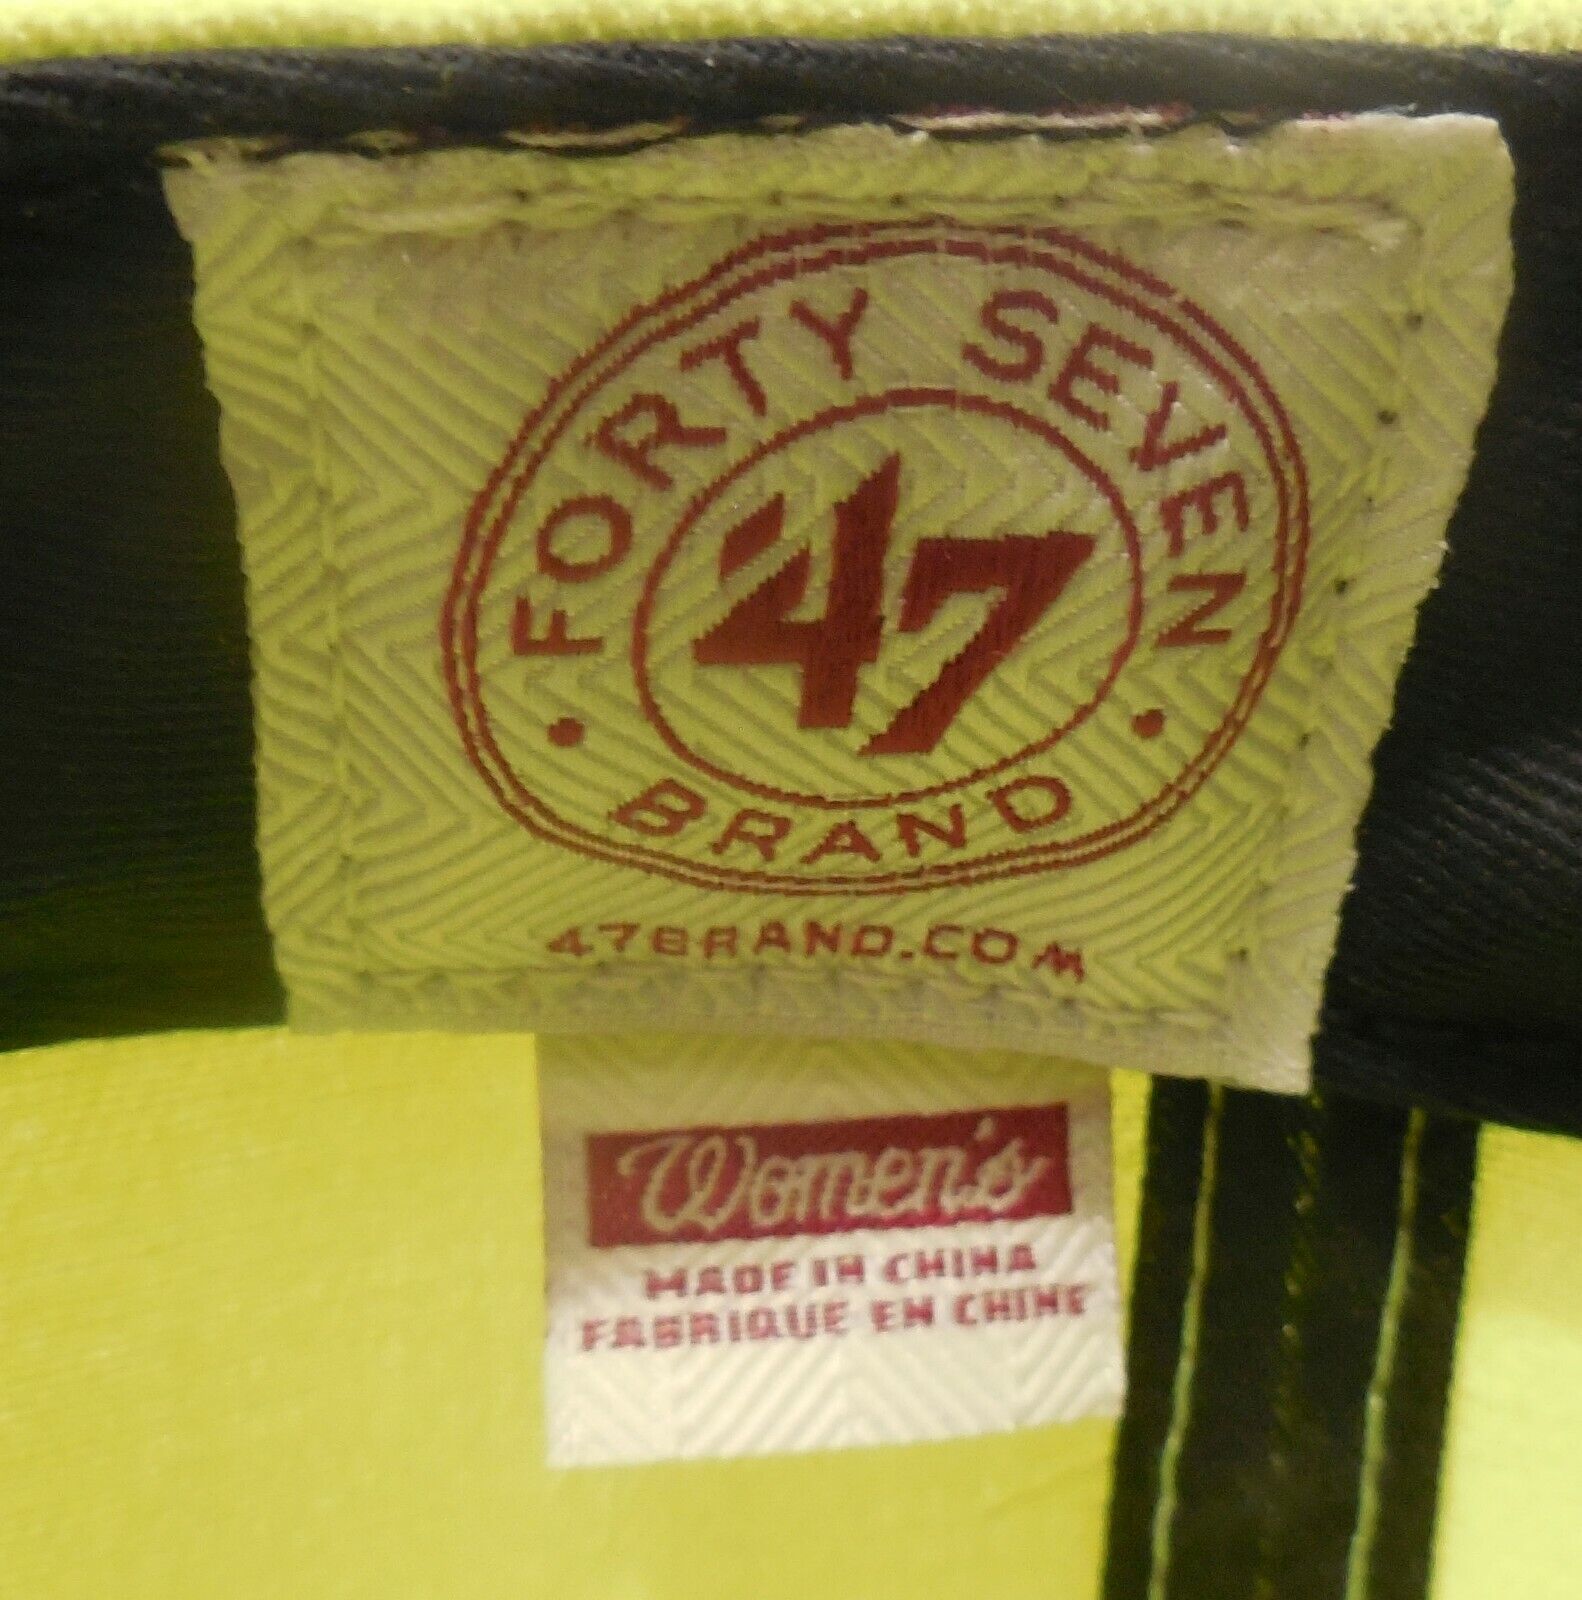 FORTY SEVEN
47
BRAND
47BRAND.COM
Women's
MADE IN CHINA
FABRIQUE EN CHINE